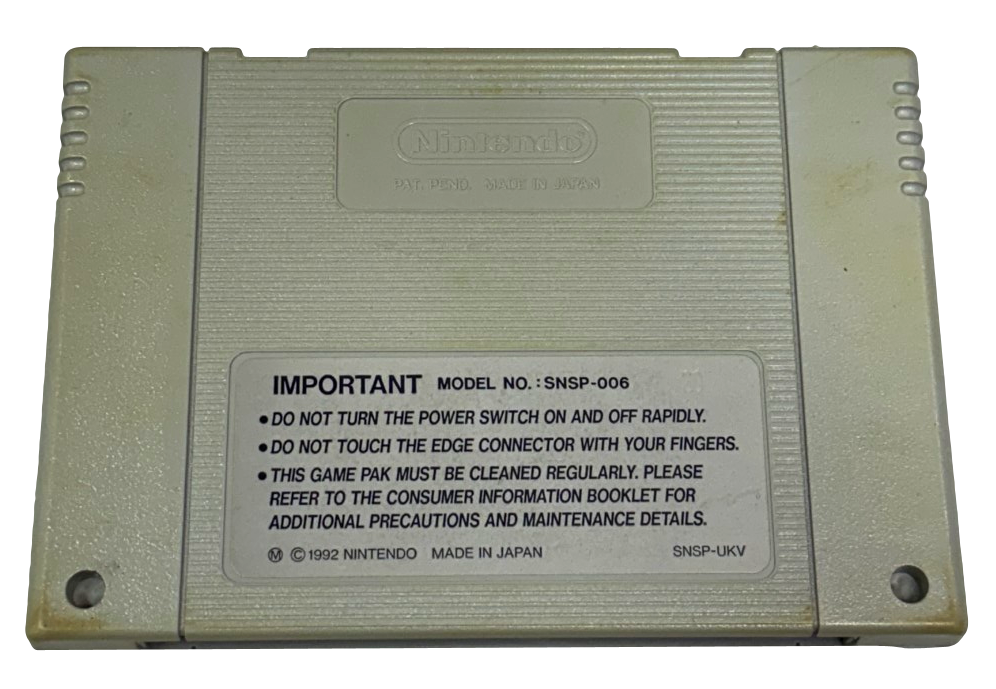 Nintendo®
PAT. PEND. MADE IN JAPAN
IMPORTANT MODEL NO. : SNSP-006
● DO NOT TURN THE POWER SWITCH ON AND OFF RAPIDLY.
● DO NOT TOUCH THE EDGE CONNECTOR WITH YOUR FINGERS.
● THIS GAME PAK MUST BE CLEANED REGULARLY. PLEASE
REFER TO THE CONSUMER INFORMATION BOOKLET FOR
ADDITIONAL PRECAUTIONS AND MAINTENANCE DETAILS.
Ⓜ ©1992 NINTENDO MADE IN JAPAN SNSP-UKV